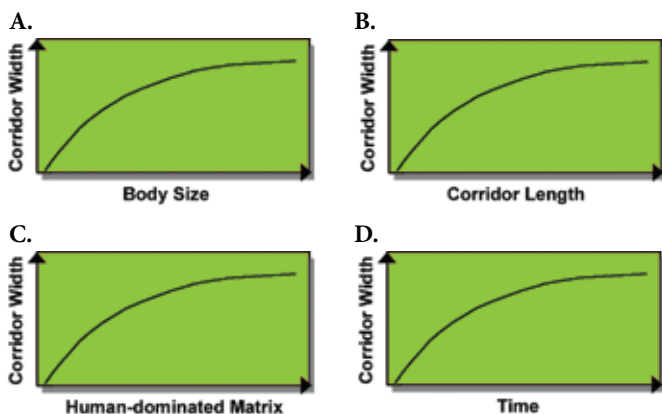 A.
Corridor Width
Body Size
B.
Corridor Width
Corridor Length
C.
Corridor Width
Human-dominated Matrix
D.
Corridor Width
Time